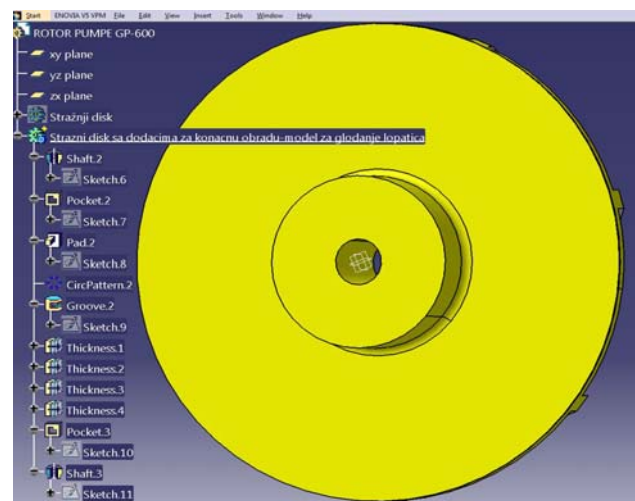 Start ENOVIA V5 VPM File Edit View Insert Tools Window Help
ROTOR PUMPE GP-600
xy plane
yz plane
zx plane
Stražnji disk
Strazni disk sa dodacima za konacnu obradu-model za glodanje lopatica
Shaft.2
Sketch.6
Pocket.2
Sketch.7
Pad.2
Sketch.8
CircPattern.2
Groove.2
Sketch.9
Thickness.1
Thickness.2
Thickness.3
Thickness.4
Pocket.3
Sketch.10
Shaft.3
Sketch.11